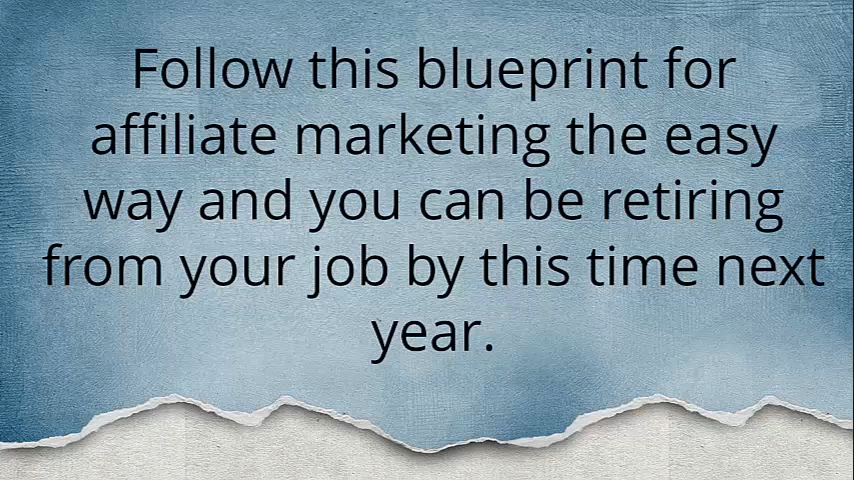 Follow this blueprint for
affiliate marketing the easy
way and you can be retiring
from your job by this time next
year.